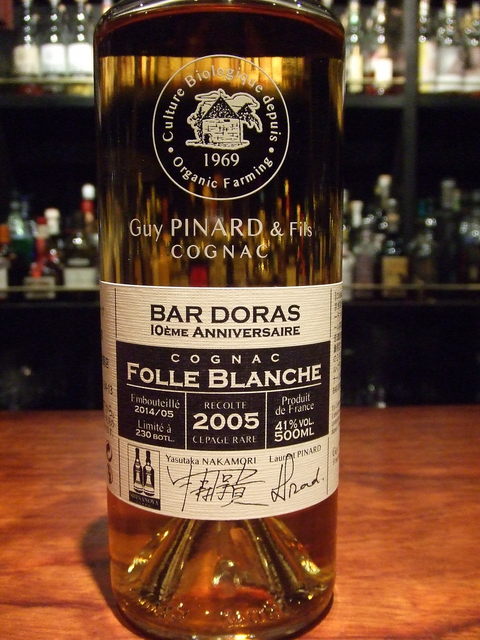 Culture Biologique depuis
1969
Organic Farming
Guy PINARD & Fils
COGNAC
BAR DORAS
10ÈME ANNIVERSAIRE
COGNAC
FOLLE BLANCHE
Embouteillé
2014/05
Limité à
230 BOTL.
RECOLTE
2005
CEPAGE RARE
Produit
de France
41% VOL.
500ML
Yasutaka NAKAMORI
Laurent PINARD